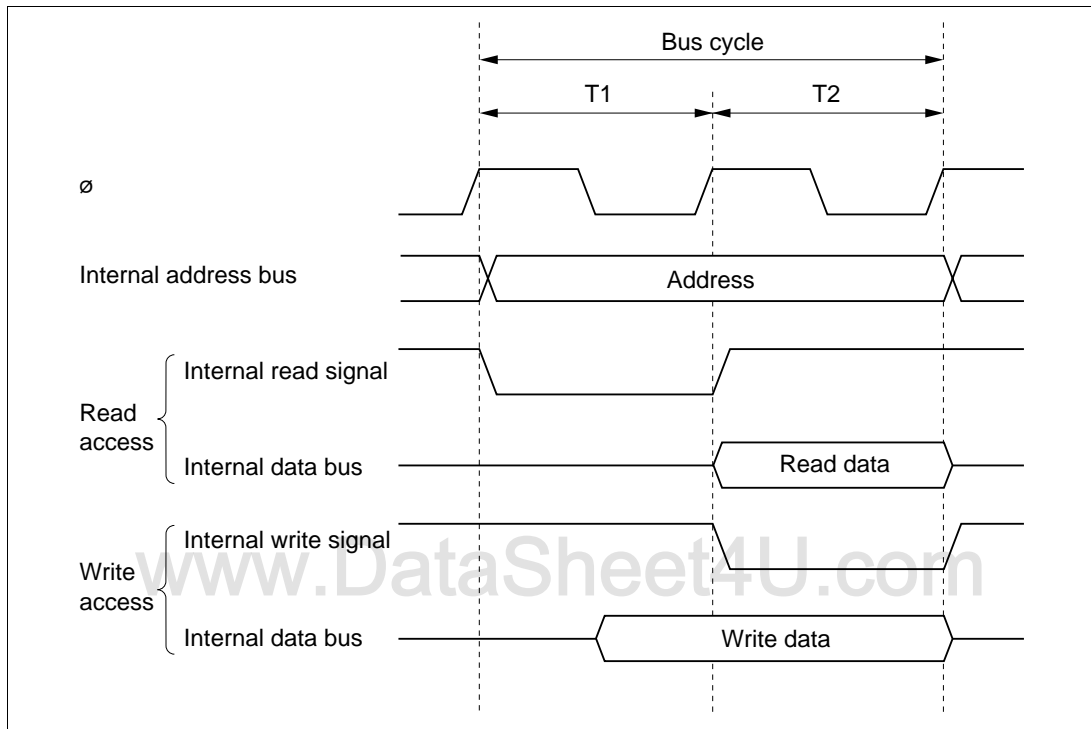 Bus cycle
T1 T2
ø
Internal address bus
Address
Internal read signal
Read
access
Internal data bus
Read data
Internal write signal
www.DataSheet4U.com
Write
access
Internal data bus
Write data